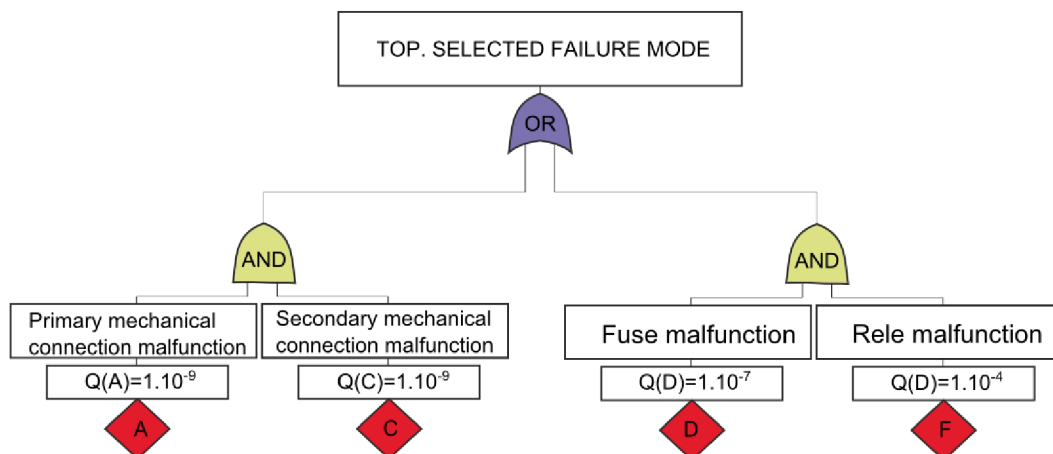 TOP. SELECTED FAILURE MODE
OR
AND
AND
Primary mechanical
connection malfunction
Secondary mechanical
connection malfunction
Fuse malfunction
Rele malfunction
Q(A)=1.10⁻⁹
Q(C)=1.10⁻⁹
Q(D)=1.10⁻⁷
Q(D)=1.10⁻⁴
A
C
D
F